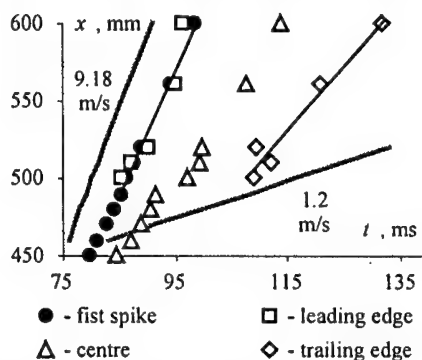 600
x , mm
9.18
m/s
550
500
1.2
m/s
t , ms
450
75 95 115 135
- fist spike - leading edge
- centre - trailing edge